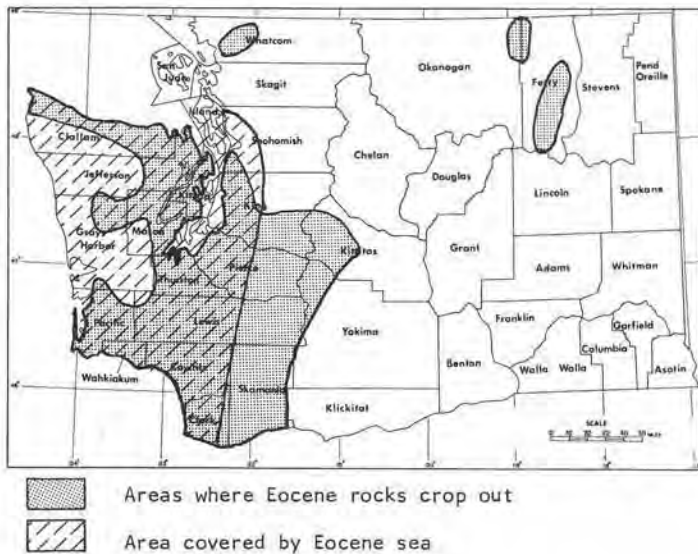 Whatcom
San Juan
Skagit
Okanogan
Ferry
Stevens
Pend Oreille
Island
Snohomish
Clallam
Chelan
Jefferson
Douglas
Lincoln
Spokane
King
Grays Harbor
Mason
Kittitas
Grant
Thurston
Pierce
Adams
Whitman
Pacific
Lewis
Yakima
Franklin
Garfield
Columbia
Benton
Walla Walla
Asotin
Wahkiakum
Cowlitz
Skamania
Klickitat
Clark
SCALE
MILES
Areas where Eocene rocks crop out
Area covered by Eocene sea